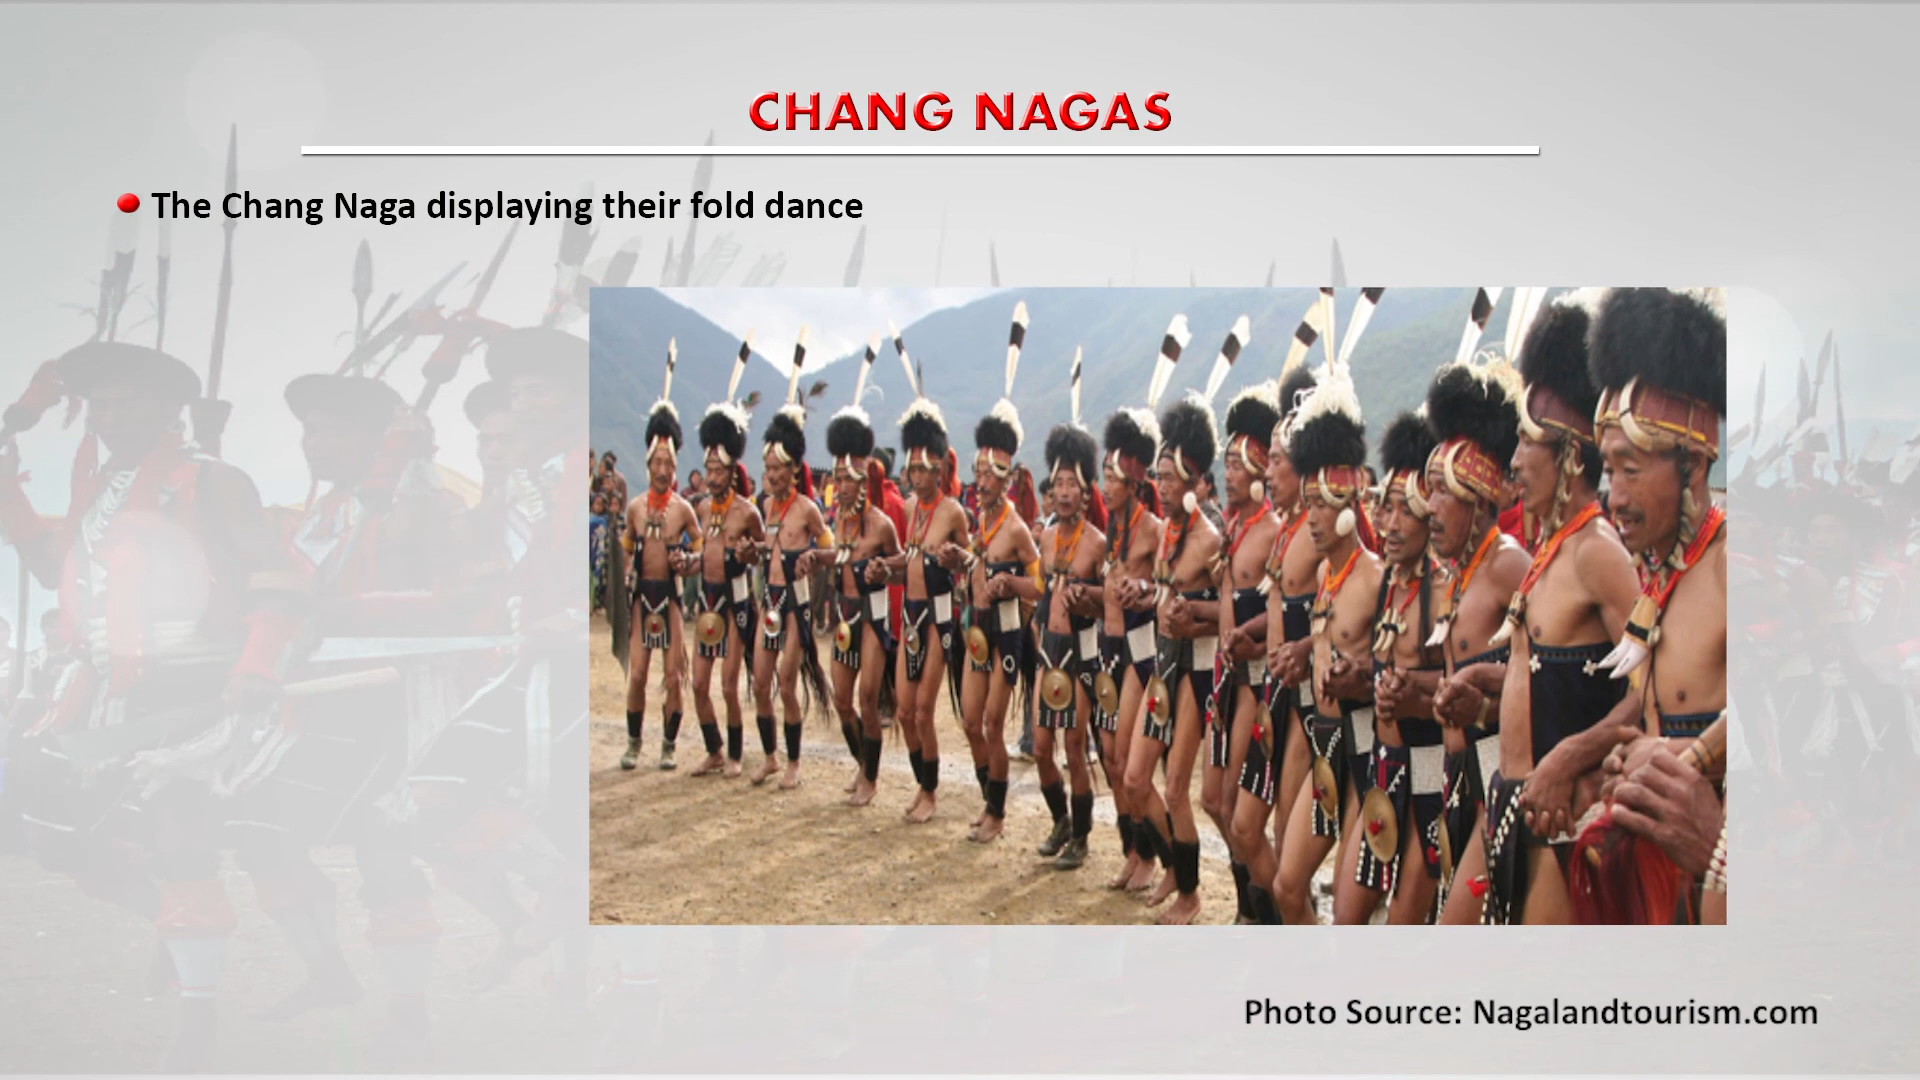 CHANG NAGAS
The Chang Naga displaying their fold dance
Photo Source: Nagalandtourism.com